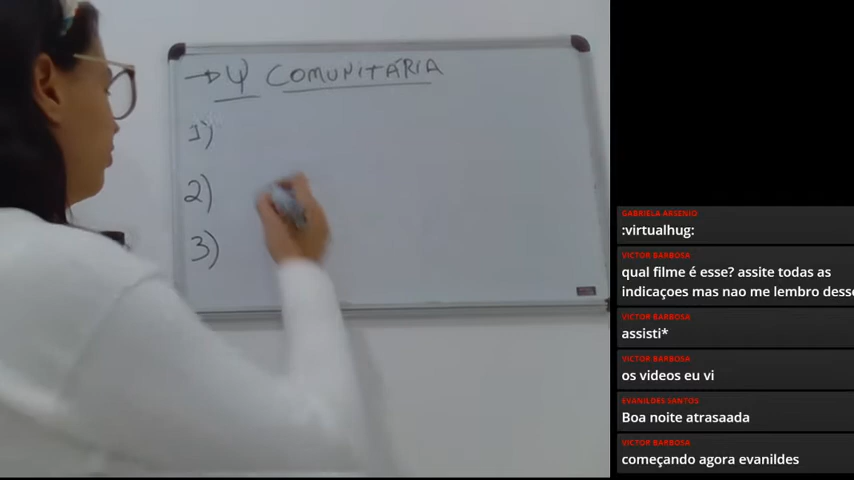 → Ψ COMUNITÁRIA
1)
2)
3)
GABRIELA ARSENIO
:virtualhug:
VICTOR BARBOSA
qual filme é esse? assite todas as
indicaçoes mas nao me lembro desse
VICTOR BARBOSA
assisti*
VICTOR BARBOSA
os videos eu vi
EVANILDES SANTOS
Boa noite atrasaada
VICTOR BARBOSA
começando agora evanildes